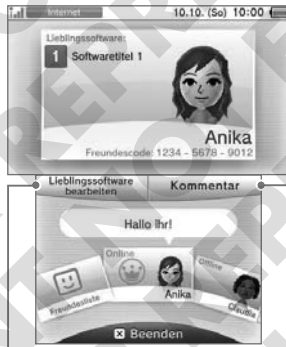 Internet 10.10. (So) 10:00
Lieblingssoftware:
1 Softwaretitel 1
Anika
Freundescode: 1234 - 5678 - 9012
Lieblingssoftware
bearbeiten
Kommentar
Hallo Ihr!
Online
Offline
Freundesliste
Anika
Claudia
X Beenden